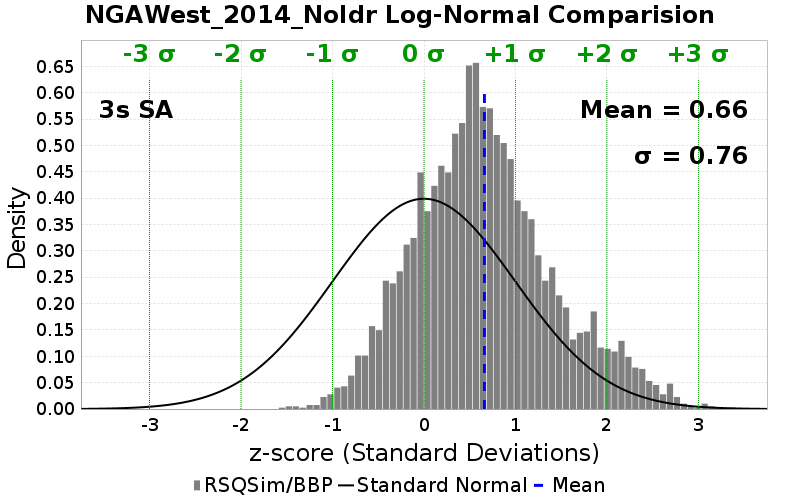 NGAWest_2014_NoIdr Log-Normal Comparision
-3 σ -2 σ -1 σ 0 σ +1 σ +2 σ +3 σ
3s SA
Mean = 0.66
σ = 0.76
Density
0.65
0.60
0.55
0.50
0.45
0.40
0.35
0.30
0.25
0.20
0.15
0.10
0.05
0.00
-3 -2 -1 0 1 2 3
z-score (Standard Deviations)
RSQSim/BBP Standard Normal Mean